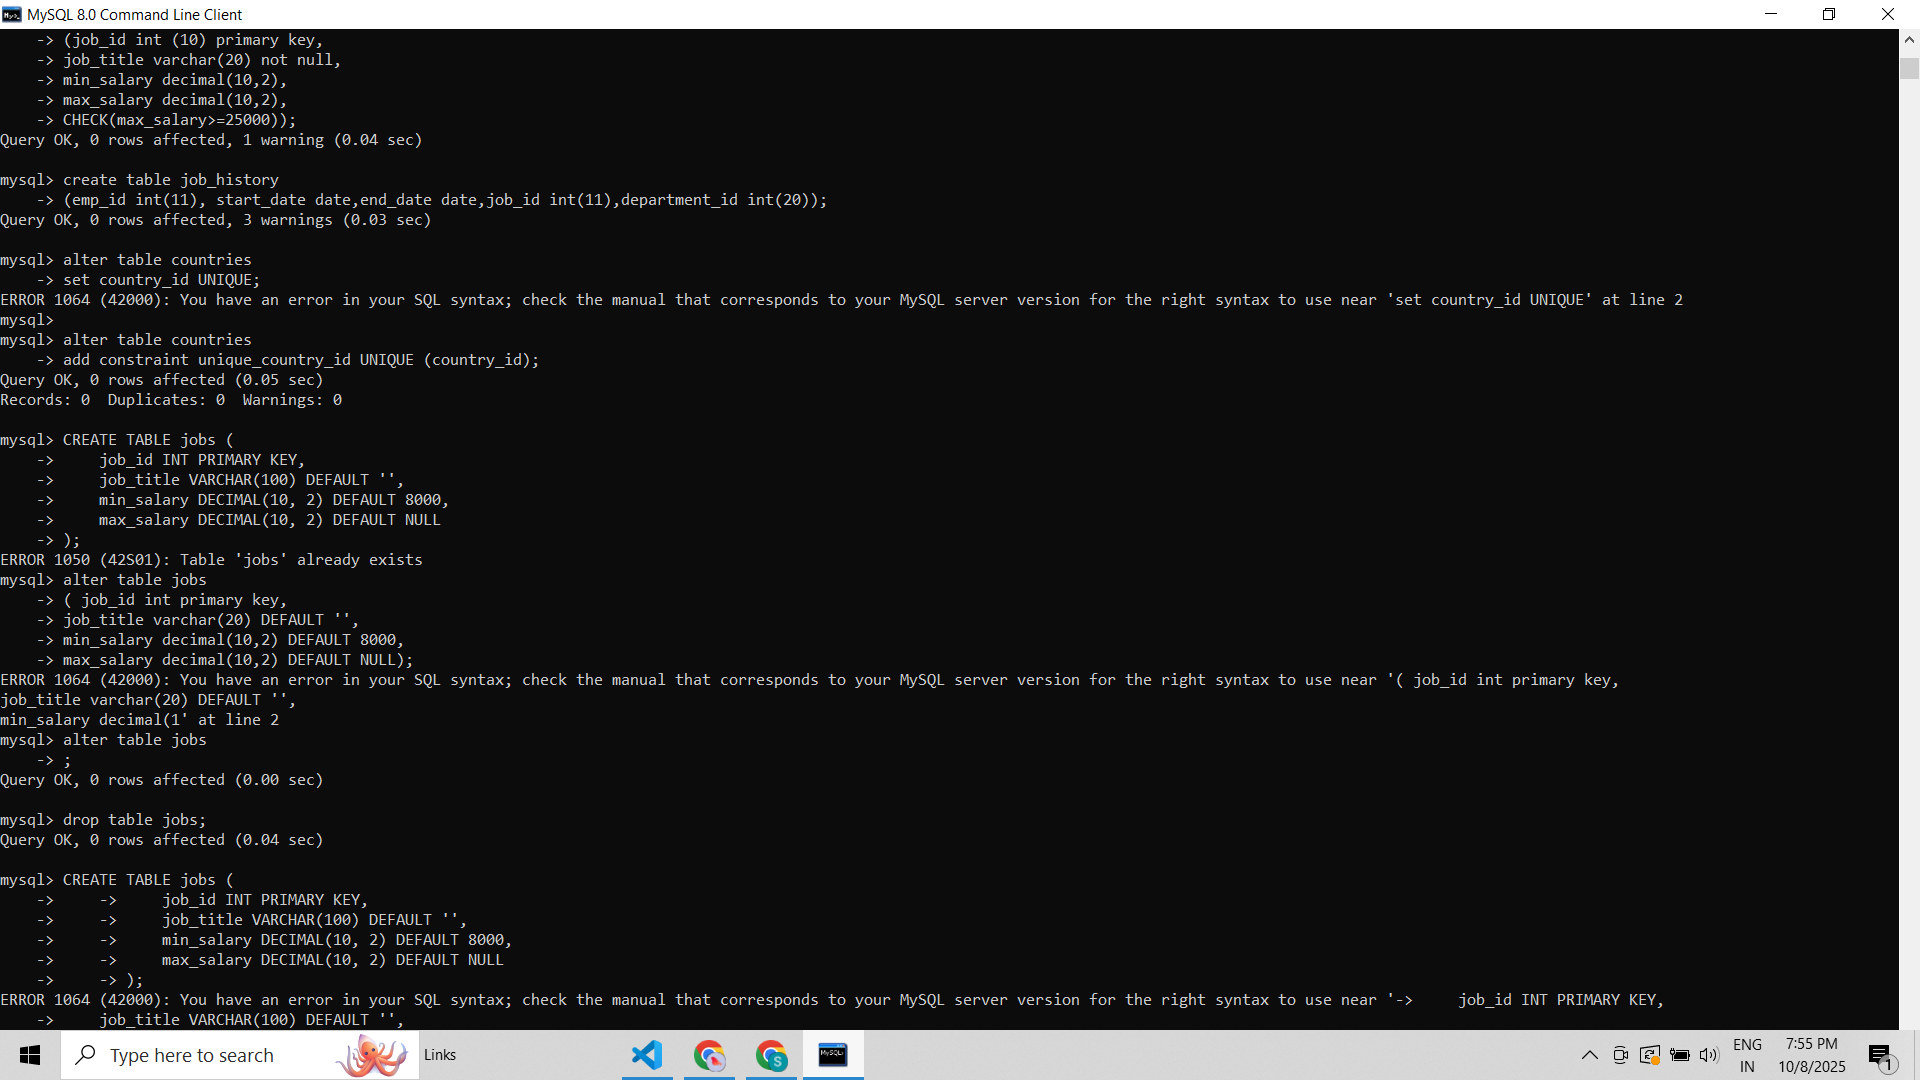 MySQL 8.0 Command Line Client
    -> (job_id int (10) primary key,
    -> job_title varchar(20) not null,
    -> min_salary decimal(10,2),
    -> max_salary decimal(10,2),
    -> CHECK(max_salary>=25000));
Query OK, 0 rows affected, 1 warning (0.04 sec)

mysql> create table job_history
    -> (emp_id int(11), start_date date,end_date date,job_id int(11),department_id int(20));
Query OK, 0 rows affected, 3 warnings (0.03 sec)

mysql> alter table countries
    -> set country_id UNIQUE;
ERROR 1064 (42000): You have an error in your SQL syntax; check the manual that corresponds to your MySQL server version for the right syntax to use near 'set country_id UNIQUE' at line 2
mysql>
mysql> alter table countries
    -> add constraint unique_country_id UNIQUE (country_id);
Query OK, 0 rows affected (0.05 sec)
Records: 0  Duplicates: 0  Warnings: 0

mysql> CREATE TABLE jobs (
    ->     job_id INT PRIMARY KEY,
    ->     job_title VARCHAR(100) DEFAULT '',
    ->     min_salary DECIMAL(10, 2) DEFAULT 8000,
    ->     max_salary DECIMAL(10, 2) DEFAULT NULL
    -> );
ERROR 1050 (42S01): Table 'jobs' already exists
mysql> alter table jobs
    -> ( job_id int primary key,
    -> job_title varchar(20) DEFAULT '',
    -> min_salary decimal(10,2) DEFAULT 8000,
    -> max_salary decimal(10,2) DEFAULT NULL);
ERROR 1064 (42000): You have an error in your SQL syntax; check the manual that corresponds to your MySQL server version for the right syntax to use near '( job_id int primary key,
job_title varchar(20) DEFAULT '',
min_salary decimal(1' at line 2
mysql> alter table jobs
    -> ;
Query OK, 0 rows affected (0.00 sec)

mysql> drop table jobs;
Query OK, 0 rows affected (0.04 sec)

mysql> CREATE TABLE jobs (
    ->     ->     job_id INT PRIMARY KEY,
    ->     ->     job_title VARCHAR(100) DEFAULT '',
    ->     ->     min_salary DECIMAL(10, 2) DEFAULT 8000,
    ->     ->     max_salary DECIMAL(10, 2) DEFAULT NULL
    ->     -> );
ERROR 1064 (42000): You have an error in your SQL syntax; check the manual that corresponds to your MySQL server version for the right syntax to use near '->     job_id INT PRIMARY KEY,
    ->     job_title VARCHAR(100) DEFAULT '',
Type here to search
Links
S
MySQL
ENG
IN
7:55 PM
10/8/2025
1